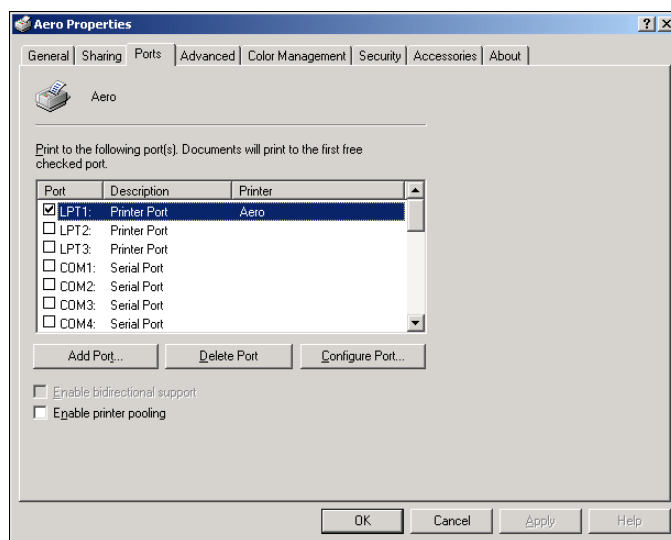 Aero Properties
General Sharing Ports Advanced Color Management Security Accessories About
Aero
Print to the following port(s). Documents will print to the first free
checked port.
Port Description Printer
LPT1: Printer Port Aero
LPT2: Printer Port
LPT3: Printer Port
COM1: Serial Port
COM2: Serial Port
COM3: Serial Port
COM4: Serial Port
Add Port... Delete Port Configure Port...
Enable bidirectional support
Enable printer pooling
OK Cancel Apply Help